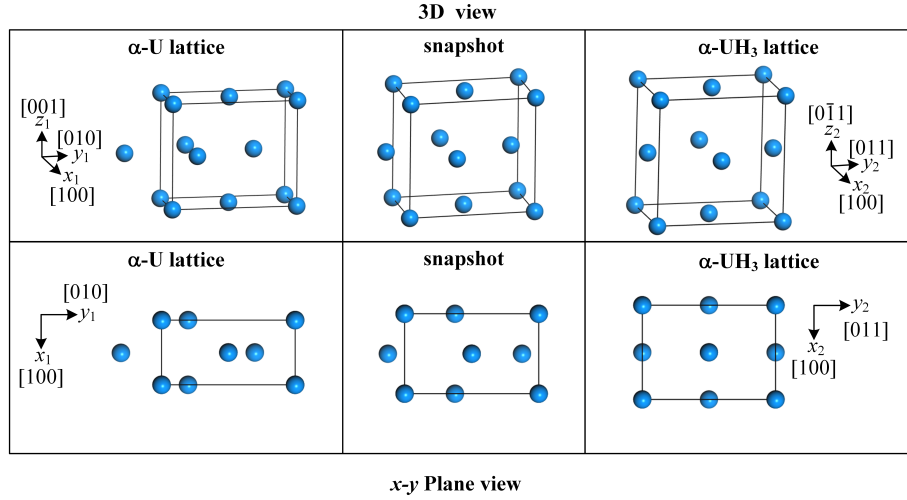 3D view
α-U lattice
snapshot
α-UH₃ lattice
[001]
z₁
[010]
y₁
x₁
[100]
[01̄1]
z₂
[011]
y₂
x₂
[100]
α-U lattice
snapshot
α-UH₃ lattice
[010]
y₁
x₁
[100]
y₂
[011]
x₂
[100]
x-y Plane view